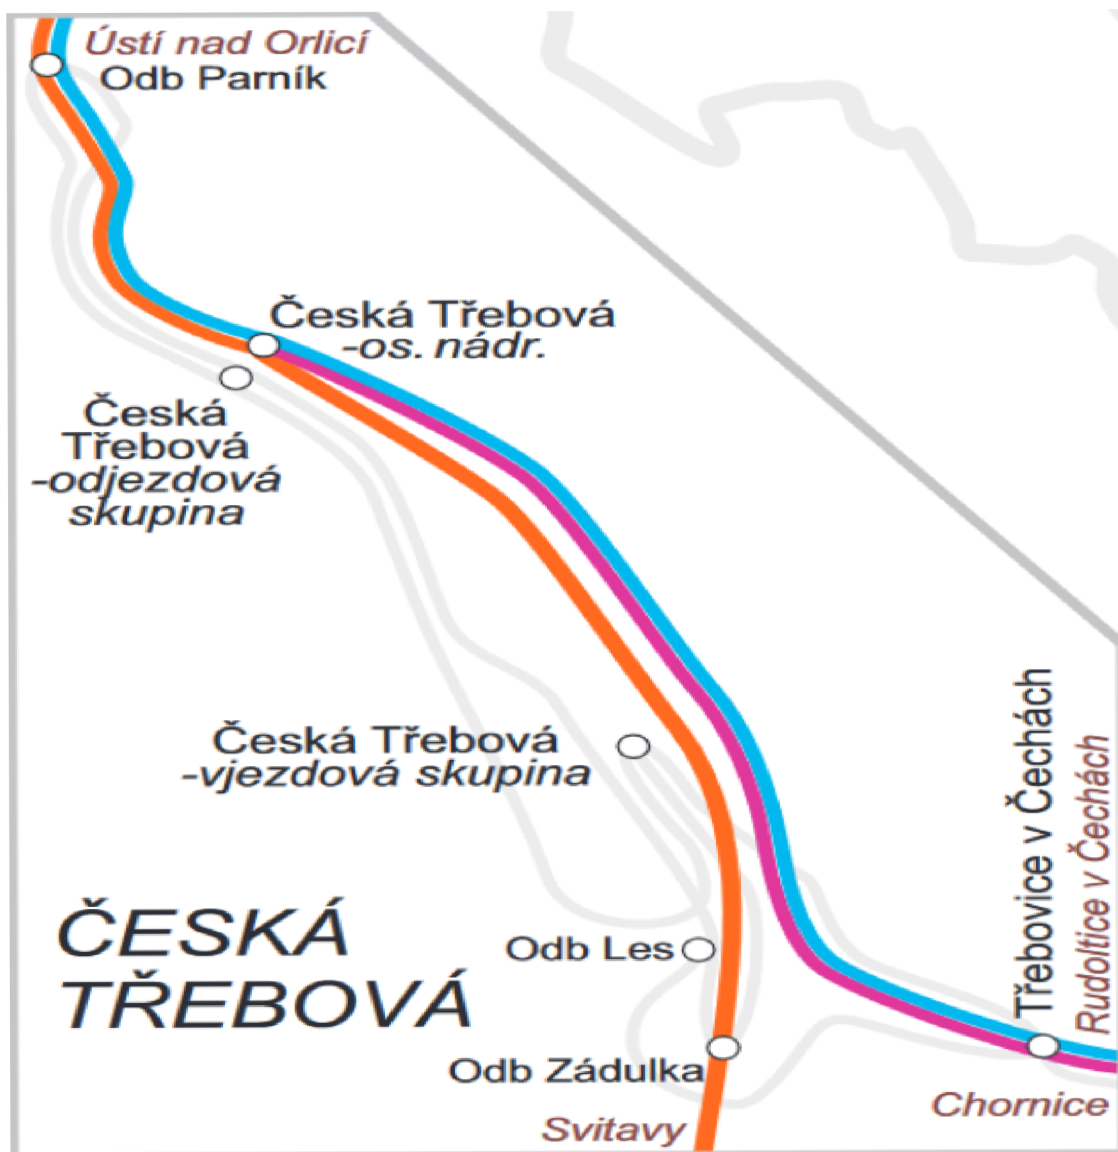 Ústí nad Orlicí
Odb Parník
Česká Třebová
-os. nádr.
Česká
Třebová
-odjezdová
skupina
Česká Třebová
-vjezdová skupina
Třebovice v Čechách
Rudoltice v Čechách
ČESKÁ
TŘEBOVÁ
Odb Les
Odb Zádulka
Chornice
Svitavy